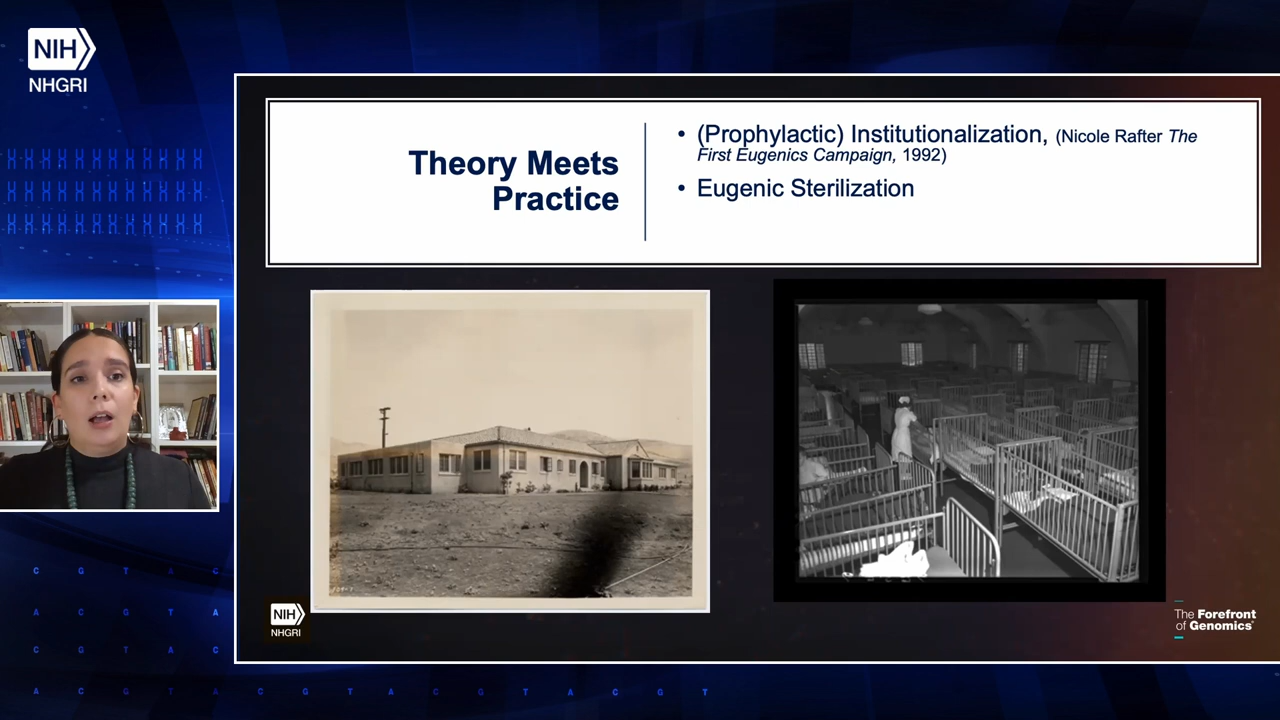 NIH
NHGRI
Theory Meets
Practice
• (Prophylactic) Institutionalization, (Nicole Rafter The
First Eugenics Campaign, 1992)
• Eugenic Sterilization
NIH
NHGRI
The Forefront
of Genomics
C G T A C
A C G T A
C G T A C
A C G T A C G T A C G T A C G T